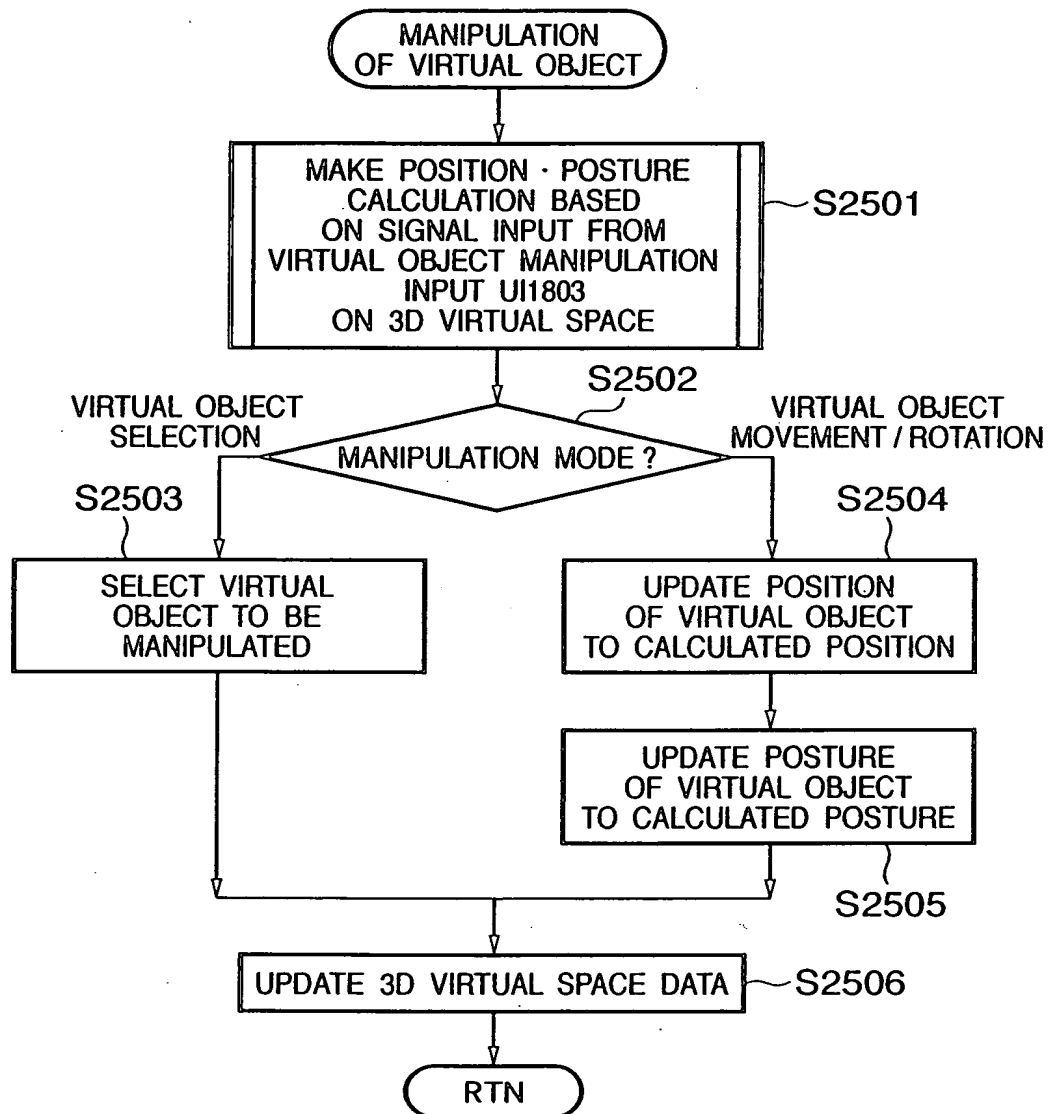 MANIPULATION
OF VIRTUAL OBJECT
MAKE POSITION · POSTURE
CALCULATION BASED
ON SIGNAL INPUT FROM
VIRTUAL OBJECT MANIPULATION
INPUT UI1803
ON 3D VIRTUAL SPACE
S2501
S2502
VIRTUAL OBJECT
SELECTION
MANIPULATION MODE ?
VIRTUAL OBJECT
MOVEMENT / ROTATION
S2503
SELECT VIRTUAL
OBJECT TO BE
MANIPULATED
S2504
UPDATE POSITION
OF VIRTUAL OBJECT
TO CALCULATED POSITION
UPDATE POSTURE
OF VIRTUAL OBJECT
TO CALCULATED POSTURE
S2505
UPDATE 3D VIRTUAL SPACE DATA
S2506
RTN